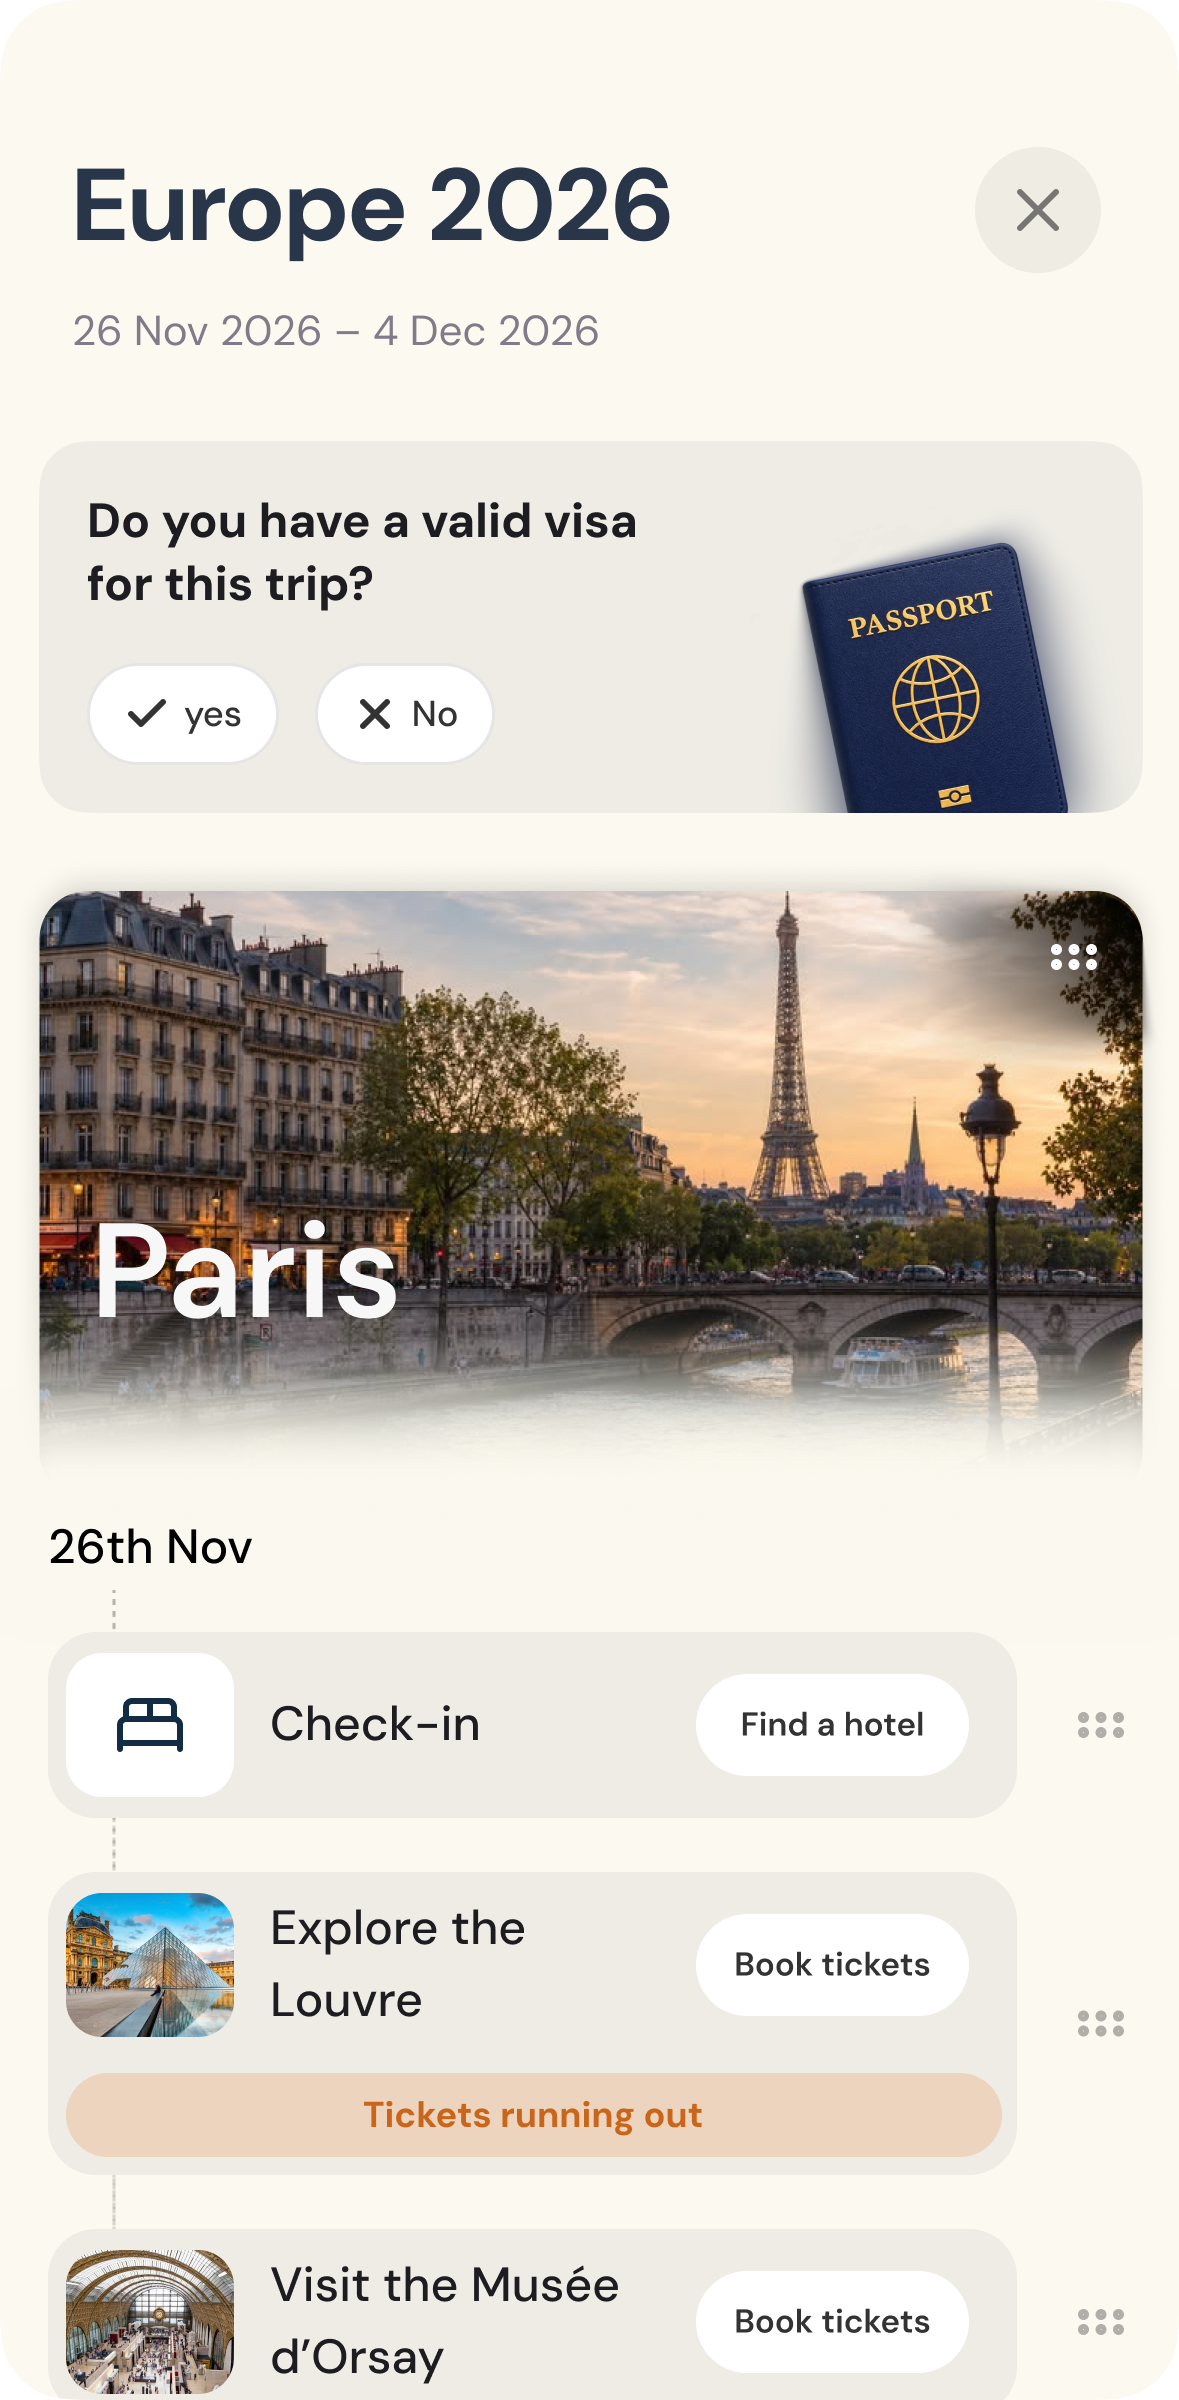 Europe 2026
26 Nov 2026 – 4 Dec 2026
Do you have a valid visa
for this trip?
yes
No
PASSPORT
Paris
26th Nov
Check-in
Find a hotel
Explore the
Louvre
Book tickets
Tickets running out
Visit the Musée
d’Orsay
Book tickets